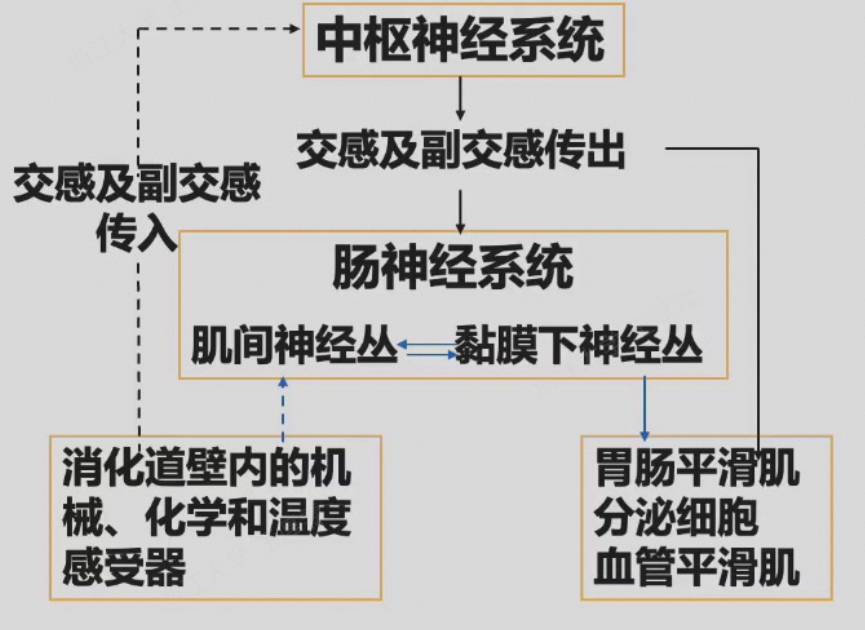 中枢神经系统
交感及副交感传出
交感及副交感
传入
肠神经系统
肌间神经丛
黏膜下神经丛
消化道壁内的机
械、化学和温度
感受器
胃肠平滑肌
分泌细胞
血管平滑肌